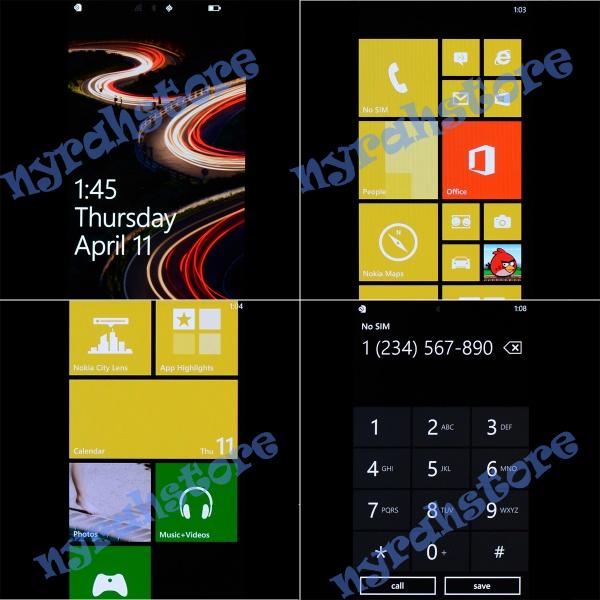 1:45
Thursday
April 11
nyrahstore
1:03
No SIM
People
Office
N
Nokia Maps
nyrahstore
1:04
Nokia City Lens
App Highlights
Calendar
Thu 11
Photos
Music+Videos
nyrahstore
1:08
No SIM
1 (234) 567-890
1
2 ABC
3 DEF
4 GHI
5 JKL
6 MNO
7 PQRS
8 TUV
9 WXYZ
*
0 +
#
call
save
nyrahstore